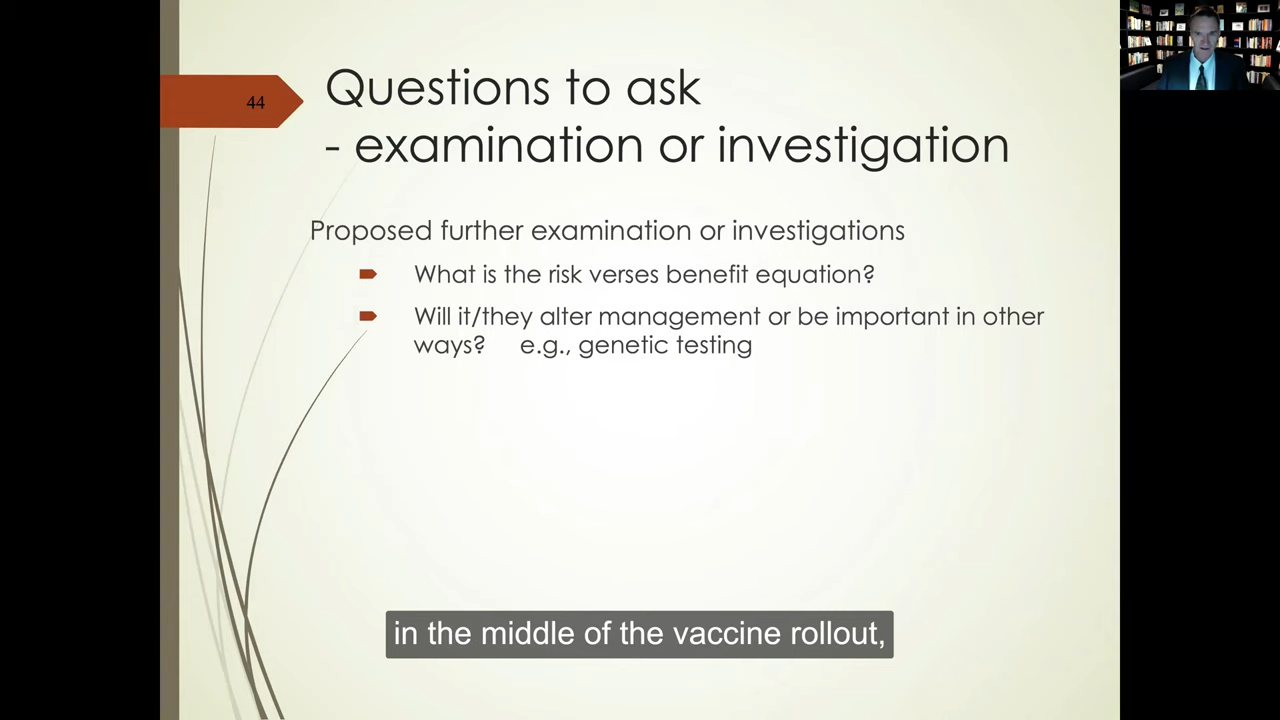 44
Questions to ask
- examination or investigation
Proposed further examination or investigations
What is the risk verses benefit equation?
Will it/they alter management or be important in other
ways? e.g., genetic testing
in the middle of the vaccine rollout,